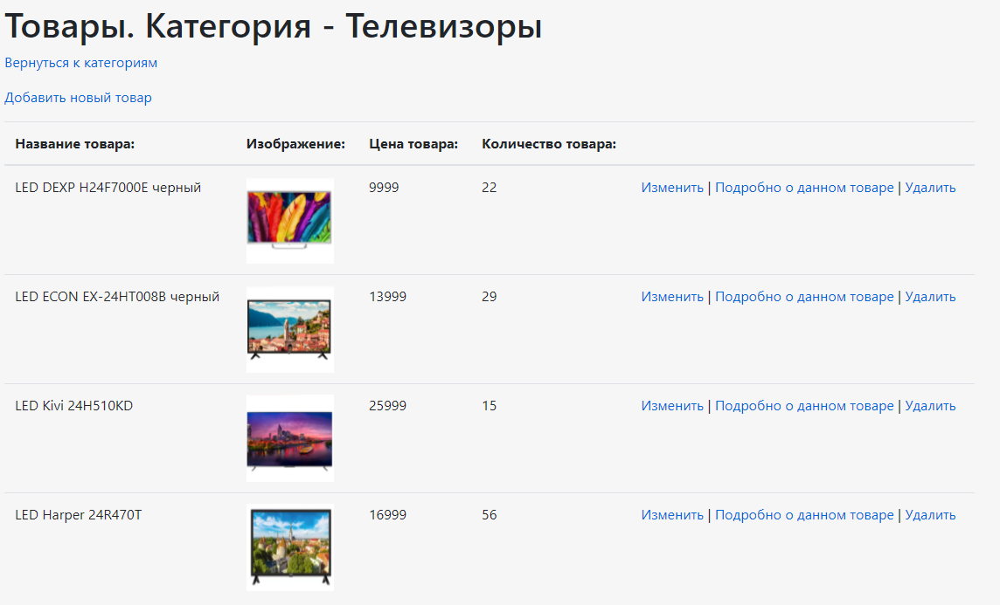 Товары. Категория - Телевизоры
Вернуться к категориям
Добавить новый товар
Название товара: Изображение: Цена товара: Количество товара:
LED DEXP H24F7000E черный 9999 22 Изменить | Подробно о данном товаре | Удалить
LED ECON EX-24HT008B черный 13999 29 Изменить | Подробно о данном товаре | Удалить
LED Kivi 24H510KD 25999 15 Изменить | Подробно о данном товаре | Удалить
LED Harper 24R470T 16999 56 Изменить | Подробно о данном товаре | Удалить